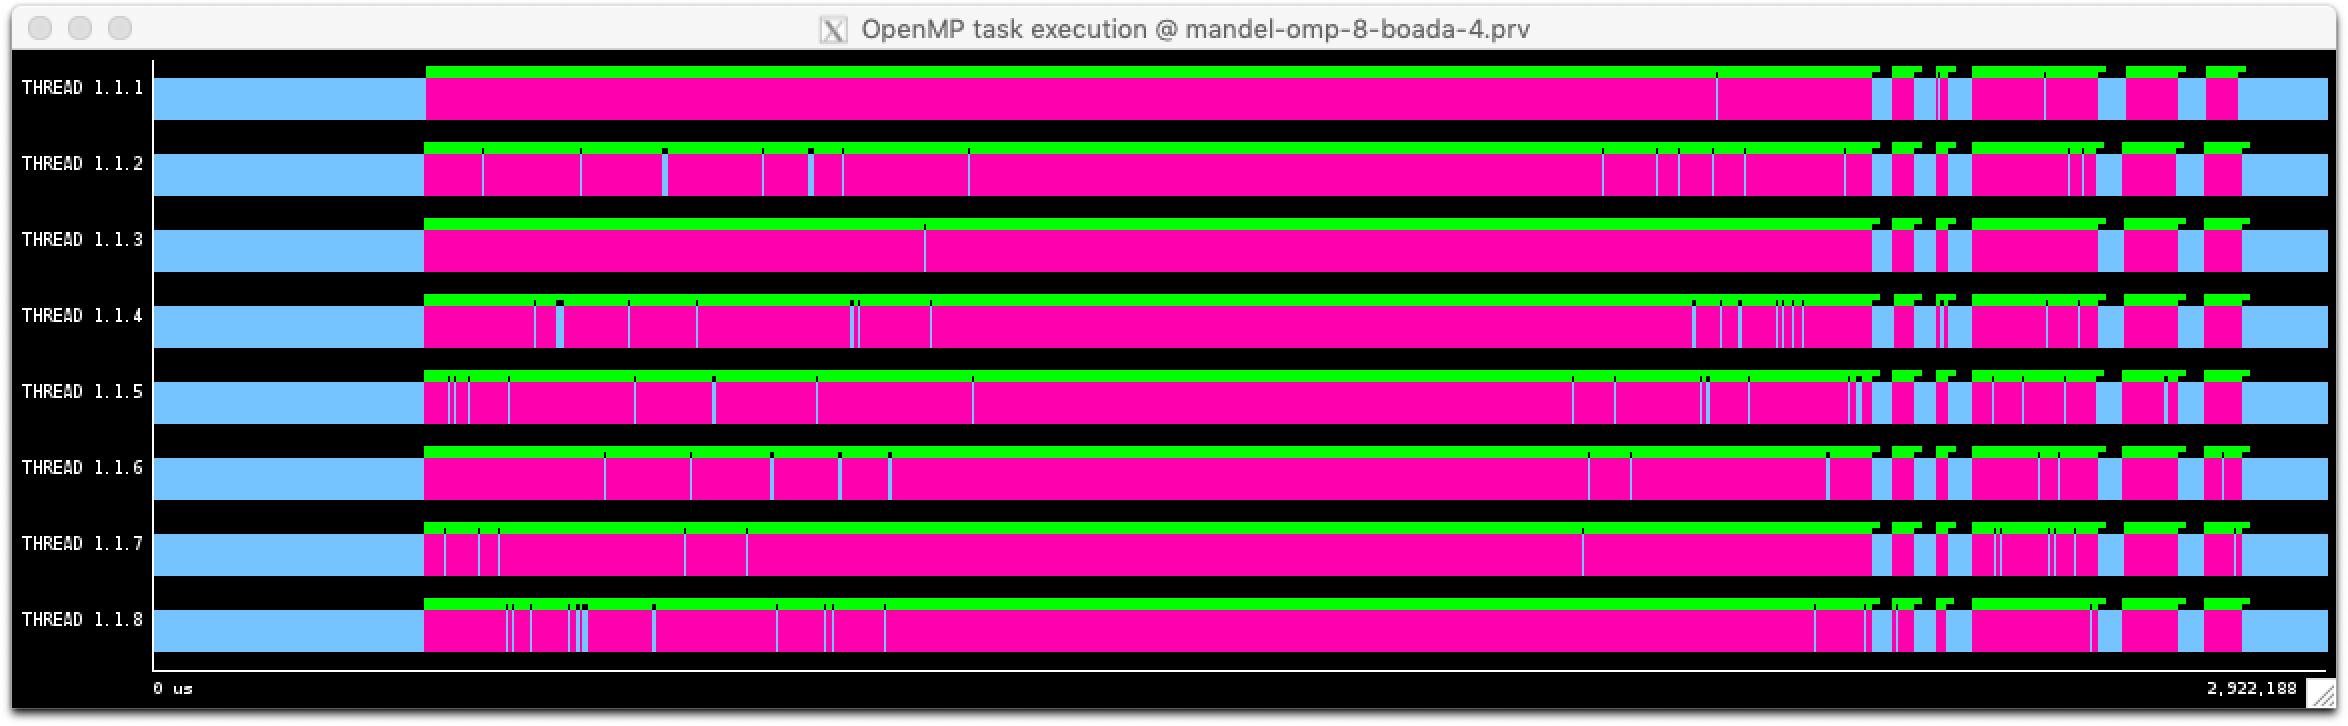 OpenMP task execution @ mandel-omp-8-boada-4.prv
THREAD 1.1.1
THREAD 1.1.2
THREAD 1.1.3
THREAD 1.1.4
THREAD 1.1.5
THREAD 1.1.6
THREAD 1.1.7
THREAD 1.1.8
0 us 2,922,188